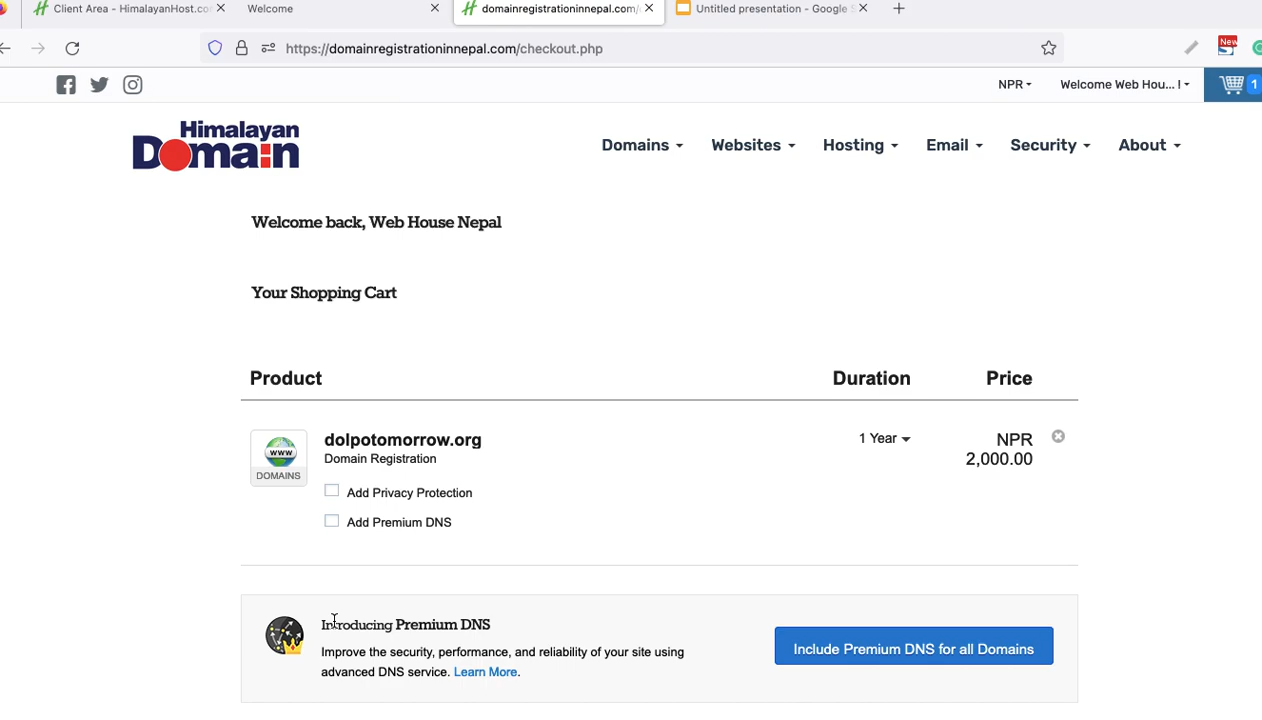 Client Area - HimalayanHost.co
Welcome
domainregistrationinnepal.com/
Untitled presentation - Google S
https://domainregistrationinnepal.com/checkout.php
New
NPR
Welcome Web Hou... !
1
Himalayan
Domain
Domains
Websites
Hosting
Email
Security
About
Welcome back, Web House Nepal
Your Shopping Cart
Product
Duration
Price
www
DOMAINS
dolpotomorrow.org
Domain Registration
1 Year
NPR
2,000.00
Add Privacy Protection
Add Premium DNS
Introducing Premium DNS
Improve the security, performance, and reliability of your site using
advanced DNS service. Learn More.
Include Premium DNS for all Domains